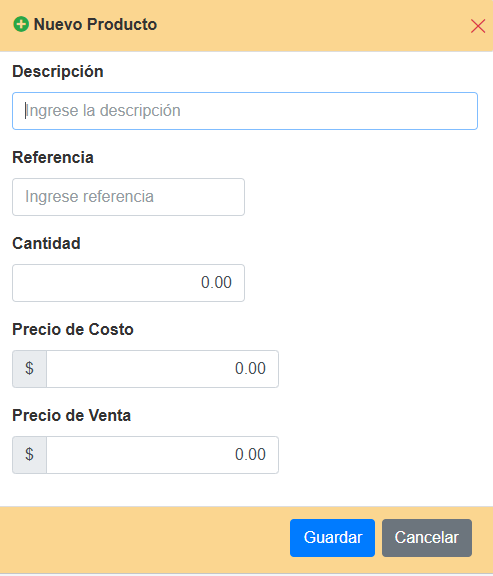 Nuevo Producto
Descripción
Ingrese la descripción
Referencia
Ingrese referencia
Cantidad
0.00
Precio de Costo
$ 0.00
Precio de Venta
$ 0.00
Guardar Cancelar